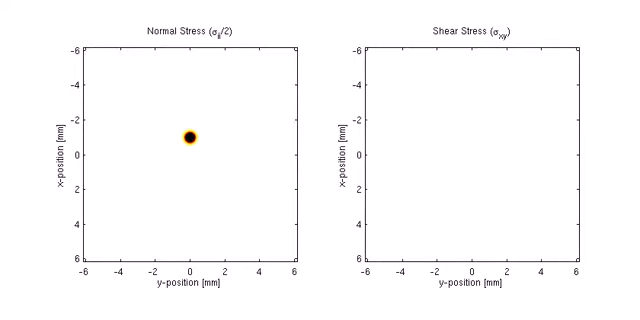 Normal Stress (σii/2)
-6
-4
-2
0
2
4
6
x-position [mm]
-6 -4 -2 0 2 4 6
y-position [mm]
Shear Stress (σxy)
-6
-4
-2
0
2
4
6
x-position [mm]
-6 -4 -2 0 2 4 6
y-position [mm]